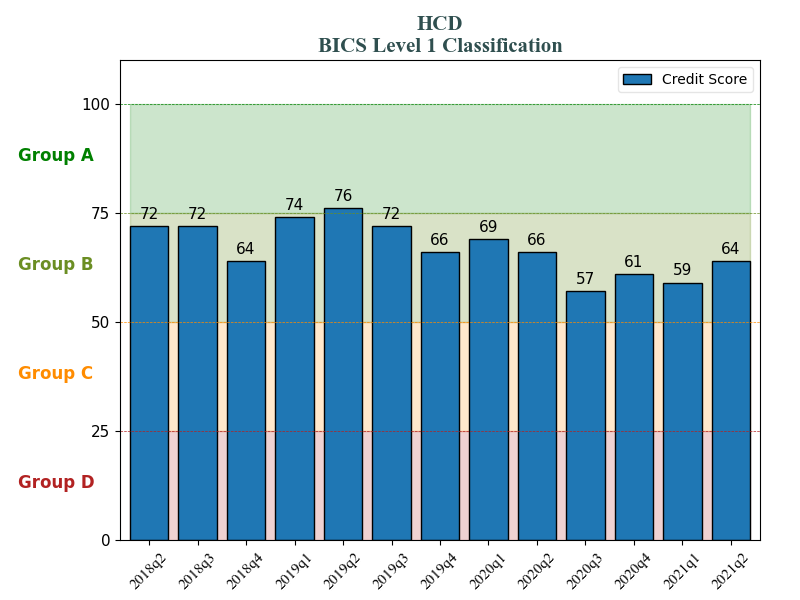 HCD
BICS Level 1 Classification
Credit Score
100
Group A
76
74
75
72
72
72
69
66
66
64
64
61
59
57
Group B
50
Group C
25
Group D
0
2018q2
2018q3
2018q4
2019q1
2019q2
2019q3
2019q4
2020q1
2020q2
2020q3
2020q4
2021q1
2021q2